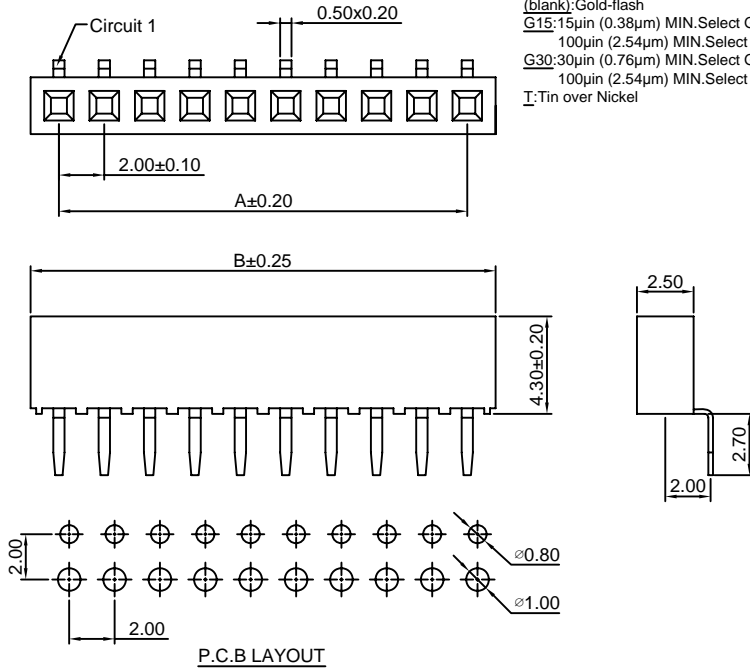 (blank):Gold-flash
G15:15µin (0.38µm) MIN.Select
100µin (2.54µm) MIN.Select
G30:30µin (0.76µm) MIN.Select
100µin (2.54µm) MIN.Select
T:Tin over Nickel
Circuit 1
0.50x0.20
2.00±0.10
A±0.20
B±0.25
4.30±0.20
2.50
2.70
2.00
2.00
⌀0.80
⌀1.00
2.00
P.C.B LAYOUT